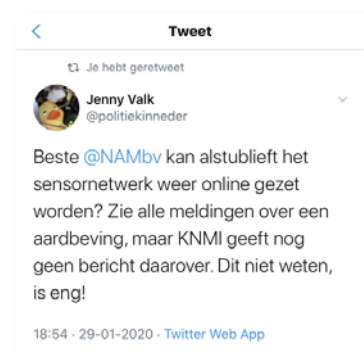 Tweet
Je hebt geretweet
Jenny Valk
@politiekinneder
Beste @NAMbv kan alstublieft het
sensornetwerk weer online gezet
worden? Zie alle meldingen over een
aardbeving, maar KNMI geeft nog
geen bericht daarover. Dit niet weten,
is eng!
18:54 · 29-01-2020 · Twitter Web App